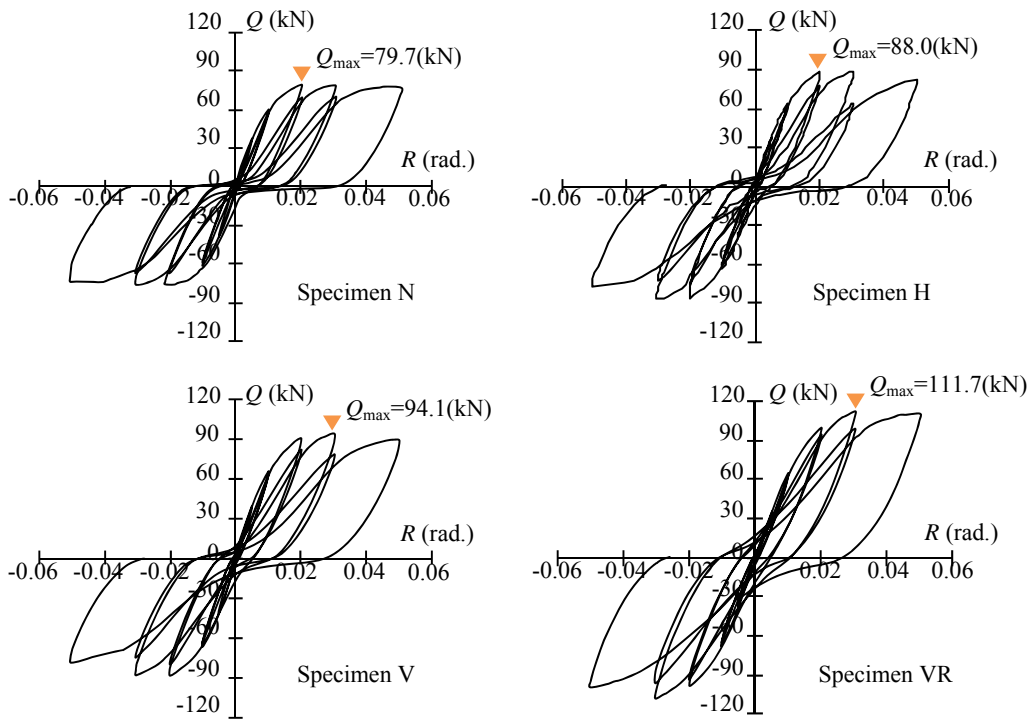 120 Q (kN)
Qmax=79.7(kN)
90
60
30
R (rad.)
0
-0.06 -0.04 -0.02 0.02 0.04 0.06
-30
-60
-90
Specimen N
-120
120 Q (kN)
Qmax=88.0(kN)
90
60
30
R (rad.)
0
-0.06 -0.04 -0.02 0.02 0.04 0.06
-30
-60
-90
Specimen H
-120
120 Q (kN)
Qmax=94.1(kN)
90
60
30
R (rad.)
0
-0.06 -0.04 -0.02 0.02 0.04 0.06
-30
-60
-90
Specimen V
-120
120 Q (kN)
Qmax=111.7(kN)
90
60
30
R (rad.)
0
-0.06 -0.04 -0.02 0.02 0.04 0.06
-30
-60
-90
Specimen VR
-120